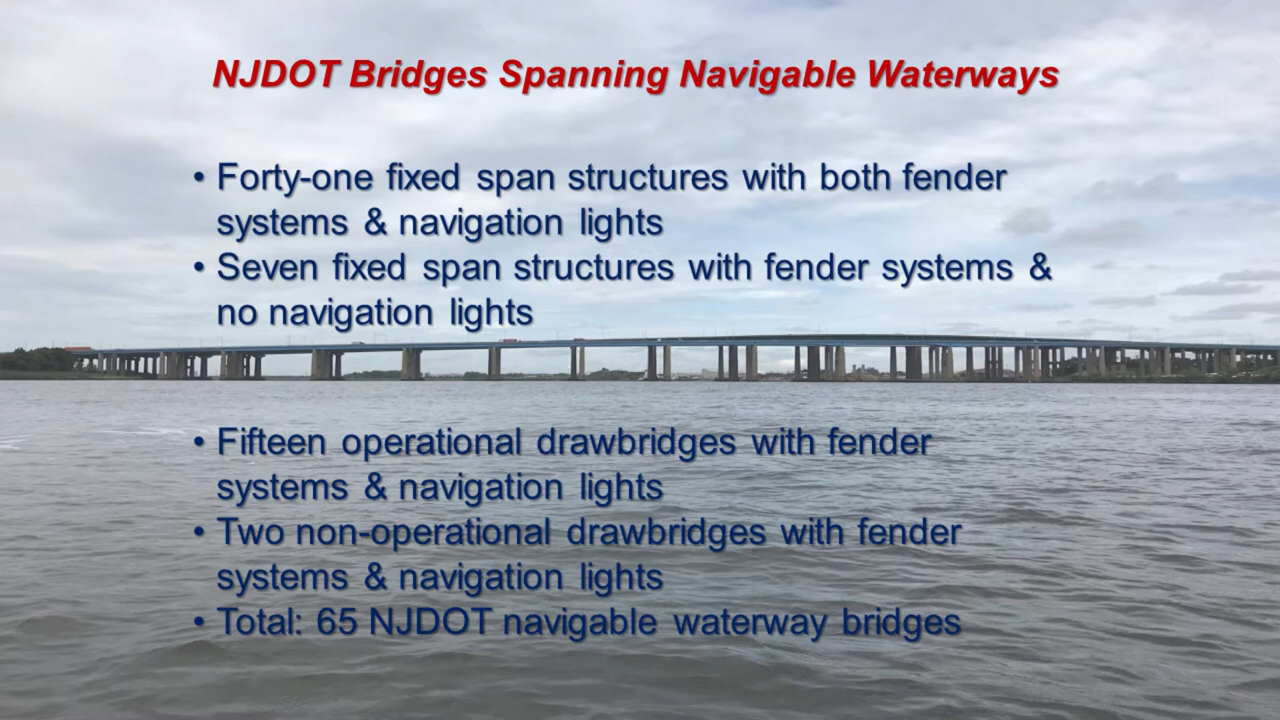 NJDOT Bridges Spanning Navigable Waterways
• Forty-one fixed span structures with both fender
systems & navigation lights
• Seven fixed span structures with fender systems &
no navigation lights
• Fifteen operational drawbridges with fender
systems & navigation lights
• Two non-operational drawbridges with fender
systems & navigation lights
• Total: 65 NJDOT navigable waterway bridges